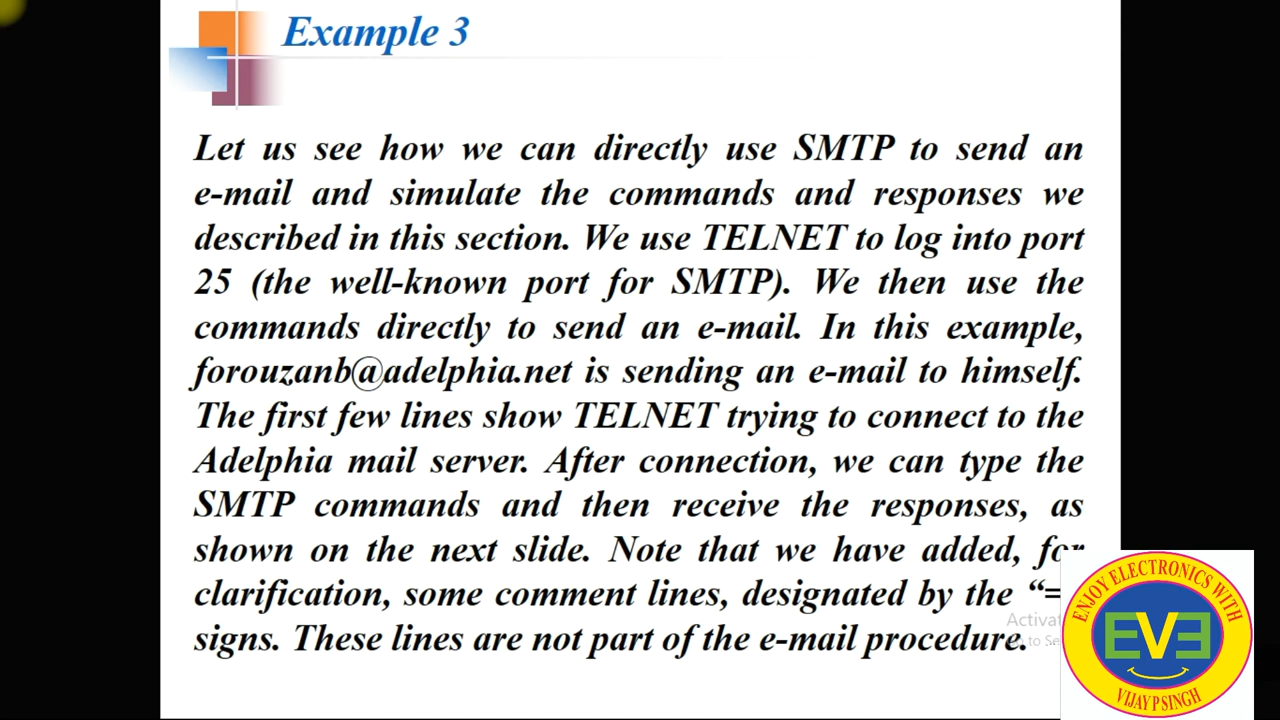 Example 3
Let us see how we can directly use SMTP to send an
e-mail and simulate the commands and responses we
described in this section. We use TELNET to log into port
25 (the well-known port for SMTP). We then use the
commands directly to send an e-mail. In this example,
forouzanb@adelphia.net is sending an e-mail to himself.
The first few lines show TELNET trying to connect to the
Adelphia mail server. After connection, we can type the
SMTP commands and then receive the responses, as
shown on the next slide. Note that we have added, for
clarification, some comment lines, designated by the “=
signs. These lines are not part of the e-mail procedure.
Activat
to Se
ENJOY ELECTRONICS WITH
EVE
VIJAY P SINGH